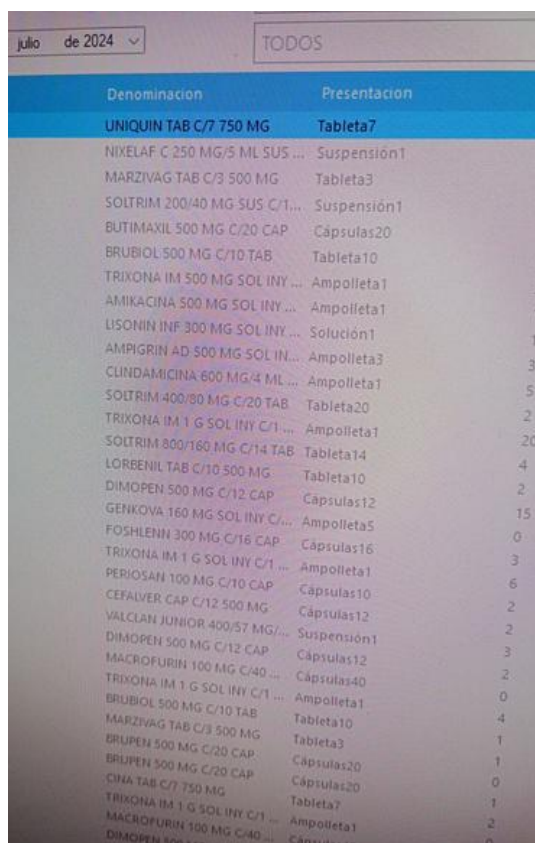 julio de 2024 TODOS
Denominacion Presentacion
UNIQUIN TAB C/7 750 MG Tableta7
NIXELAF C 250 MG/5 ML SUS ... Suspensión1
MARZIVAG TAB C/3 500 MG Tableta3
SOLTRIM 200/40 MG SUS C/1... Suspensión1
BUTIMAXIL 500 MG C/20 CAP Cápsulas20
BRUBIOL 500 MG C/10 TAB Tableta10
TRIXONA IM 500 MG SOL INY ... Ampolleta1
AMIKACINA 500 MG SOL INY ... Ampolleta1
LISONIN INF 300 MG SOL INY ... Solución1
AMPIGRIN AD 500 MG SOL IN... Ampolleta3 3
CLINDAMICINA 600 MG/4 ML ... Ampolleta1 5
SOLTRIM 400/80 MG C/20 TAB Tableta20 2
TRIXONA IM 1 G SOL INY C/1 ... Ampolleta1 20
SOLTRIM 800/160 MG C/14 TAB Tableta14 4
LORBENIL TAB C/10 500 MG Tableta10 2
DIMOPEN 500 MG C/12 CAP Cápsulas12 15
GENKOVA 160 MG SOL INY C/... Ampolleta5 0
FOSHLENN 300 MG C/16 CAP Cápsulas16 3
TRIXONA IM 1 G SOL INY C/1 ... Ampolleta1 6
PERIOSAN 100 MG C/10 CAP Cápsulas10 2
CEFALVER CAP C/12 500 MG Cápsulas12 2
VALCLAN JUNIOR 400/57 MG/... Suspensión1 3
DIMOPEN 500 MG C/12 CAP Cápsulas12 2
MACROFURIN 100 MG C/40 ... Cápsulas40 0
TRIXONA IM 1 G SOL INY C/1 ... Ampolleta1 4
BRUBIOL 500 MG C/10 TAB Tableta10 1
MARZIVAG TAB C/3 500 MG Tableta3 1
BRUPEN 500 MG C/20 CAP Cápsulas20 0
BRUPEN 500 MG C/20 CAP Cápsulas20 1
CINA TAB C/7 750 MG Tableta7 2
TRIXONA IM 1 G SOL INY C/1 ... Ampolleta1
MACROFURIN 100 MG C/40 ...
DIMOPEN